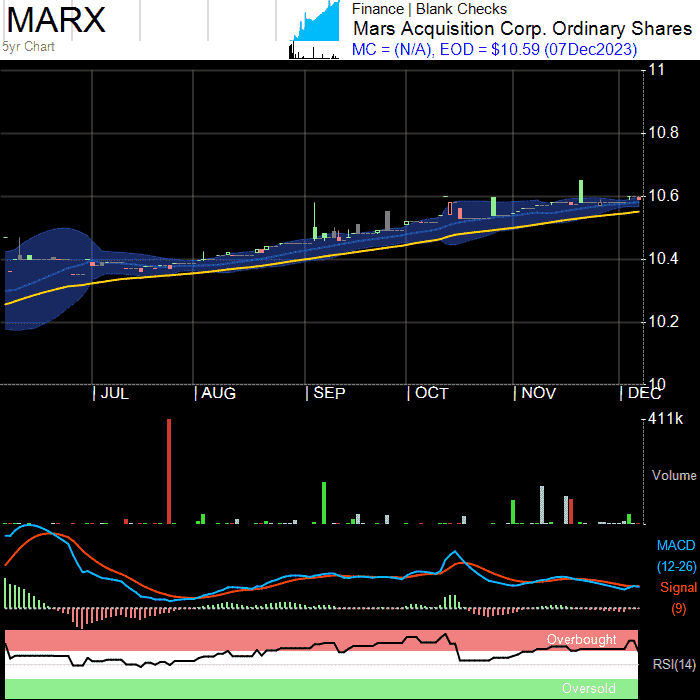 MARX
5yr Chart
Finance | Blank Checks
Mars Acquisition Corp. Ordinary Shares
MC = (N/A), EOD = $10.59 (07Dec2023)
11
10.8
10.6
10.4
10.2
10
JUL
AUG
SEP
OCT
NOV
DEC
411k
Volume
MACD
(12-26)
Signal
(9)
Overbought
RSI(14)
Oversold